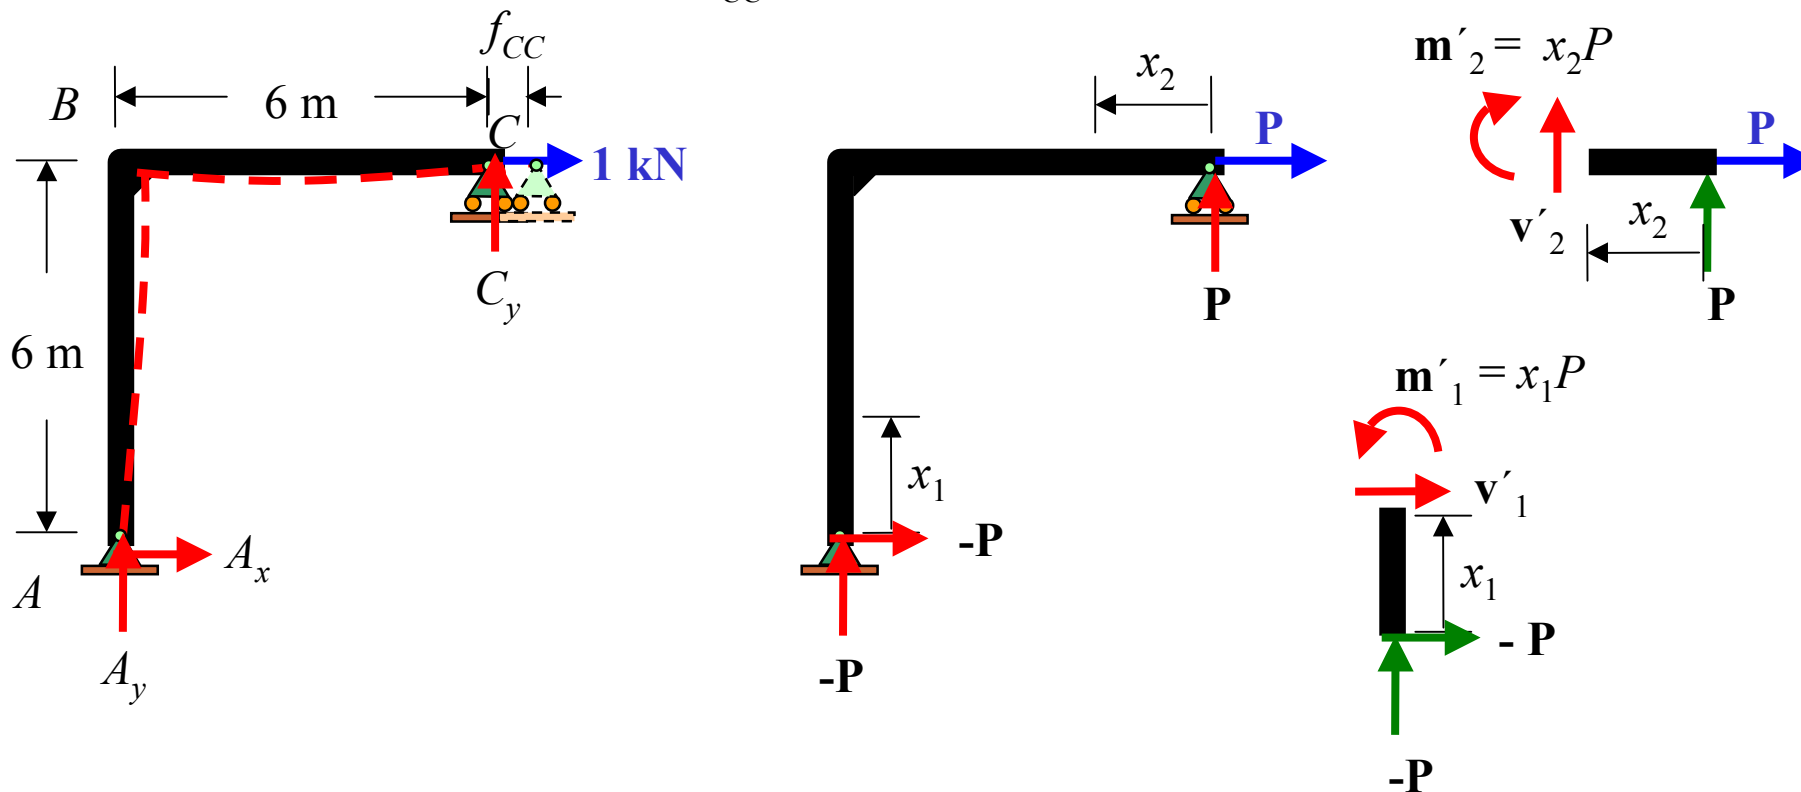 f_CC
B
6 m
C
1 kN
C_y
6 m
A_x
A
A_y
x_2
P
P
x_1
-P
-P
m´_2 = x_2P
P
v´_2
x_2
P
m´_1 = x_1P
v´_1
x_1
- P
-P